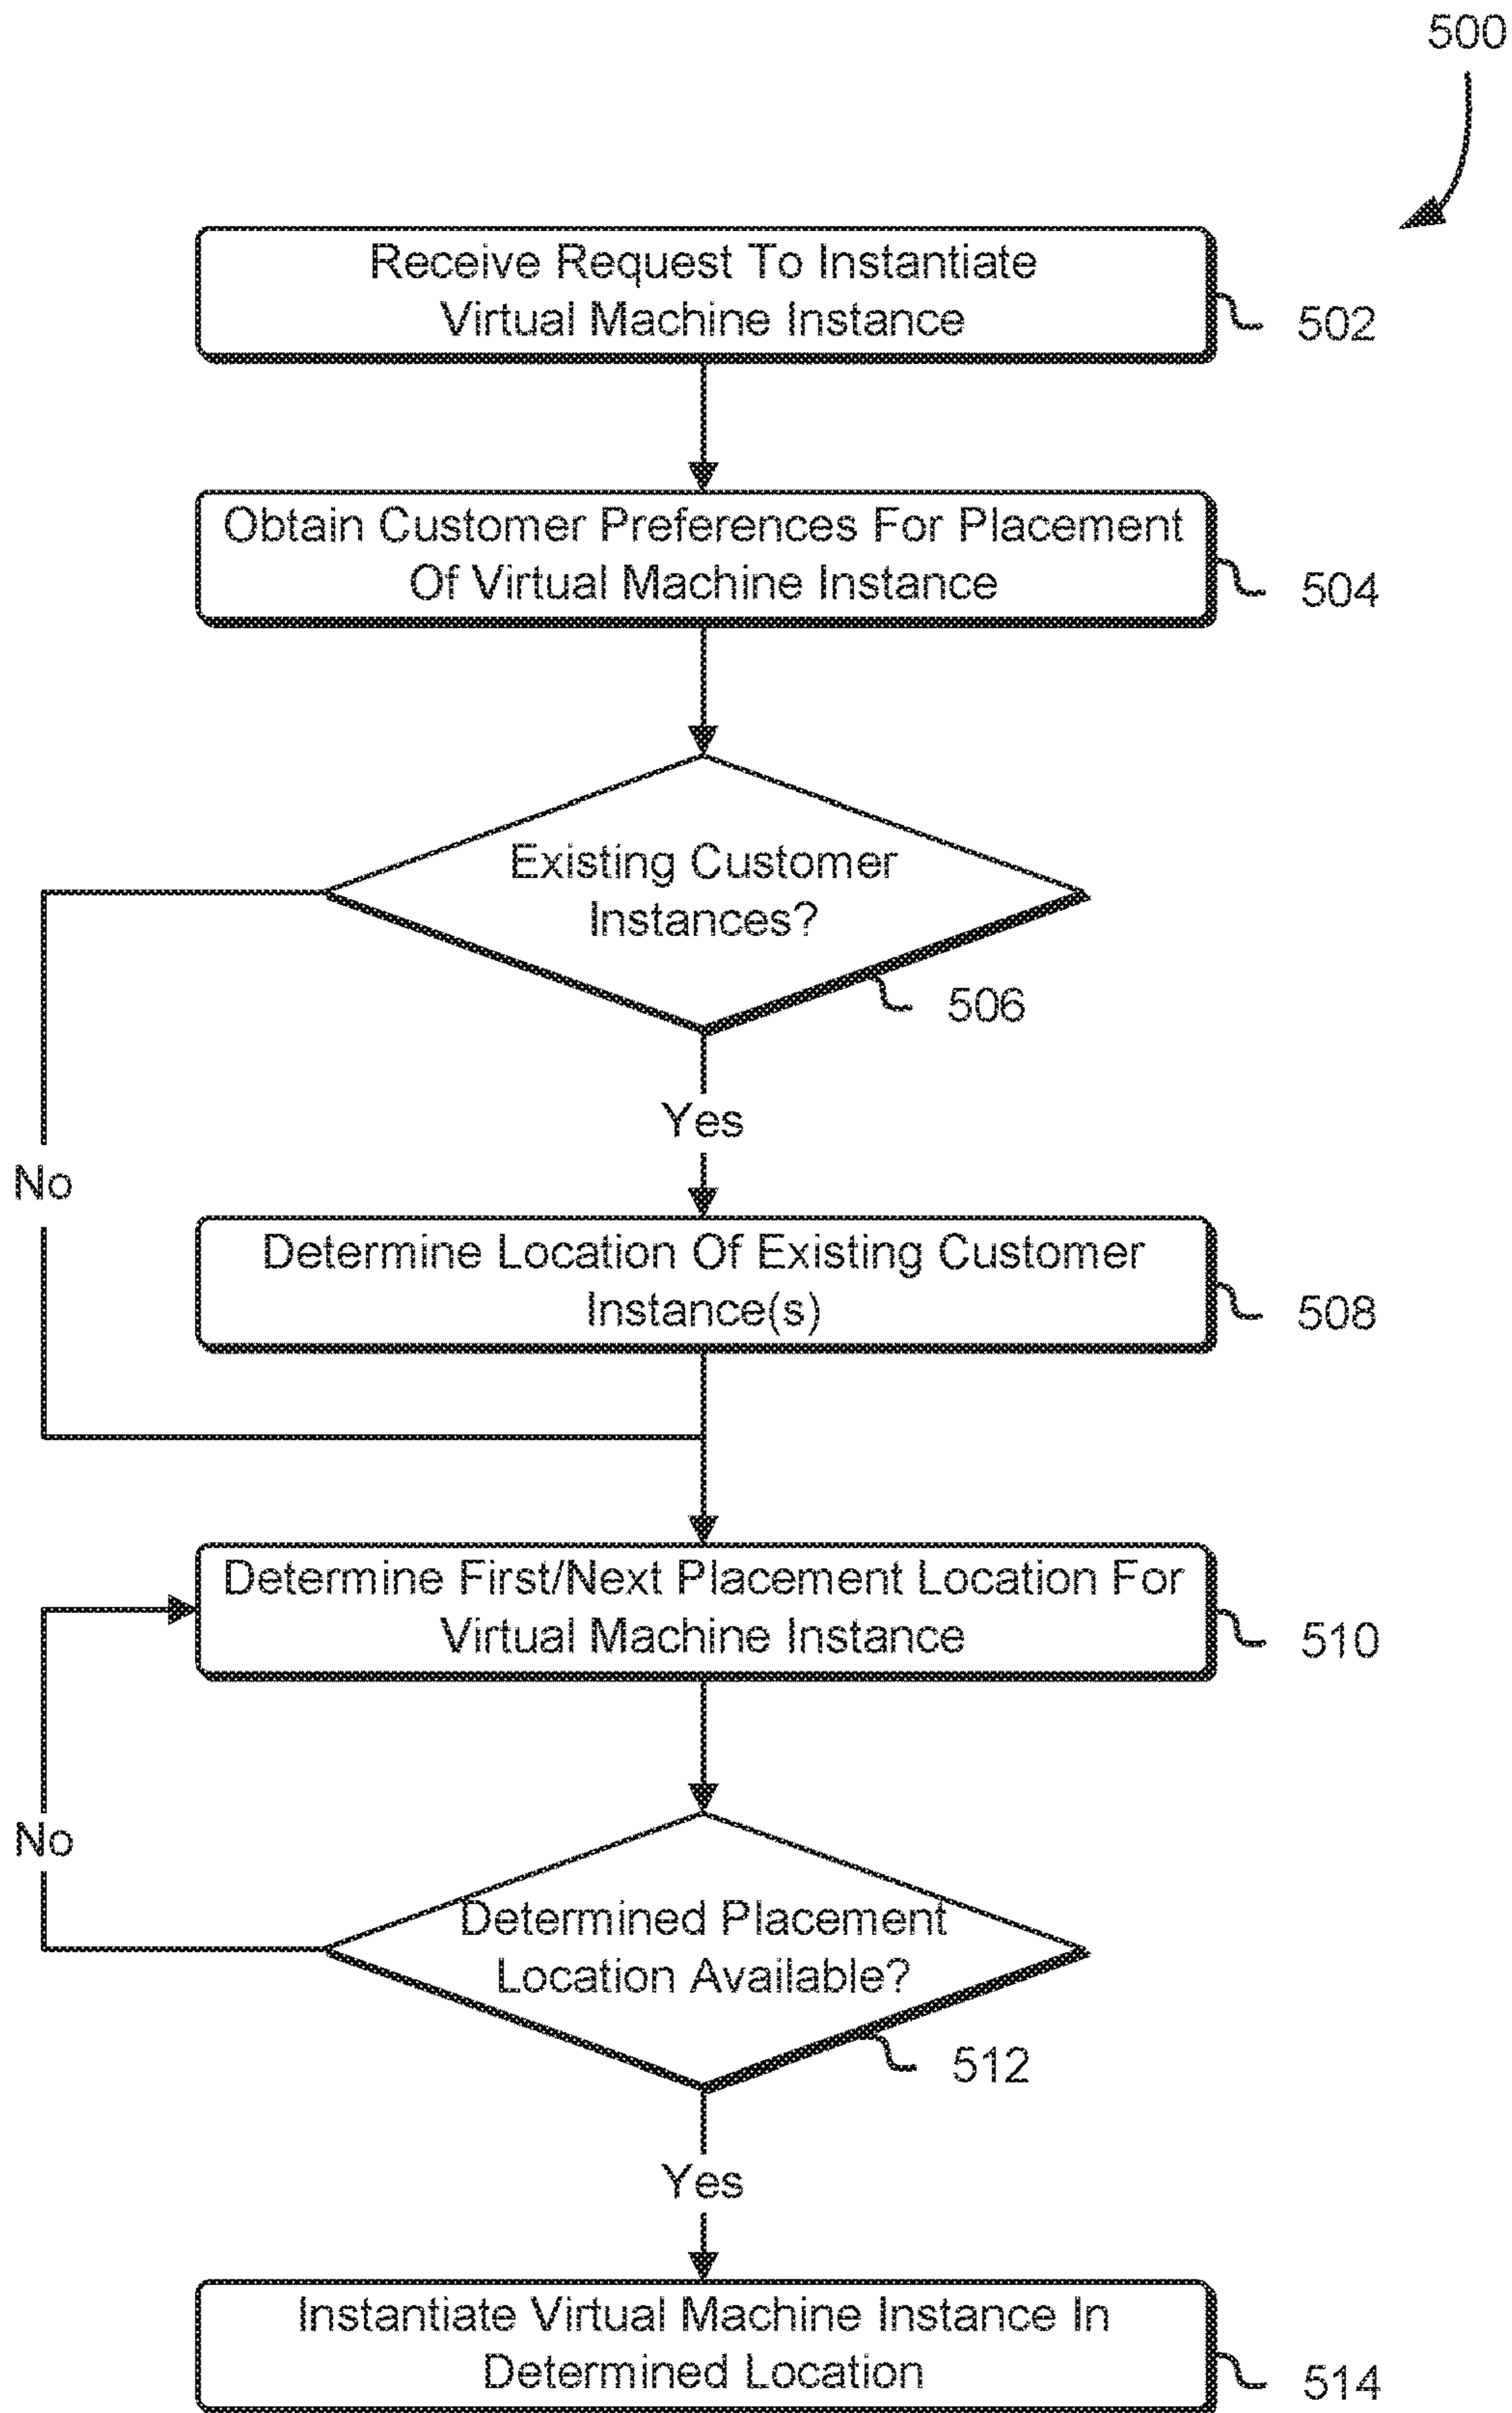 500
Receive Request To Instantiate
Virtual Machine Instance
502
Obtain Customer Preferences For Placement
Of Virtual Machine Instance
504
Existing Customer
Instances?
506
Yes
No
Determine Location Of Existing Customer
Instance(s)
508
Determine First/Next Placement Location For
Virtual Machine Instance
510
No
Determined Placement
Location Available?
512
Yes
Instantiate Virtual Machine Instance In
Determined Location
514